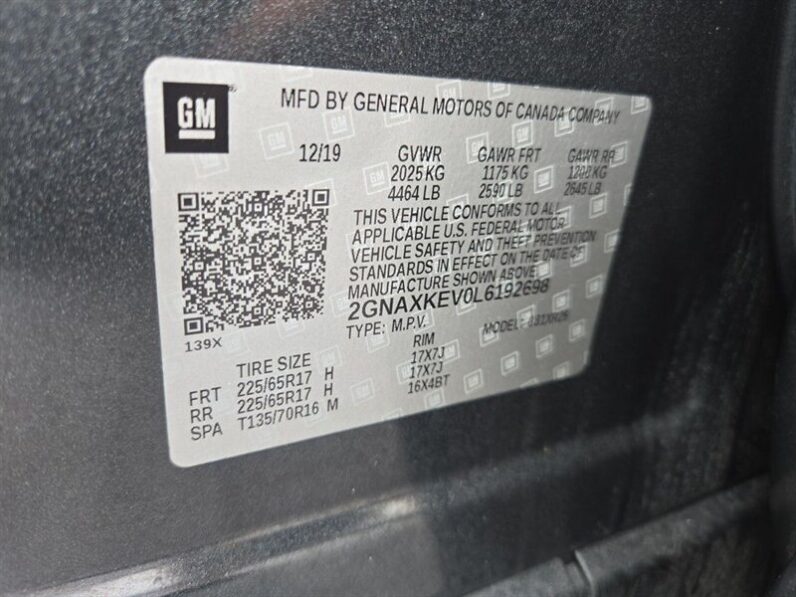 GM
MFD BY GENERAL MOTORS OF CANADA COMPANY
12/19 GVWR GAWR FRT GAWR RR
2025 KG 1175 KG 1200 KG
4464 LB 2590 LB 2645 LB
THIS VEHICLE CONFORMS TO ALL
APPLICABLE U.S. FEDERAL MOTOR
VEHICLE SAFETY AND THEFT PREVENTION
STANDARDS IN EFFECT ON THE DATE OF
MANUFACTURE SHOWN ABOVE
2GNAXKEV0L6192698
TYPE: M.P.V. MODEL:
139X
TIRE SIZE RIM
FRT 225/65R17 H 17X7J
RR 225/65R17 H 17X7J
SPA T135/70R16 M 16X4BT